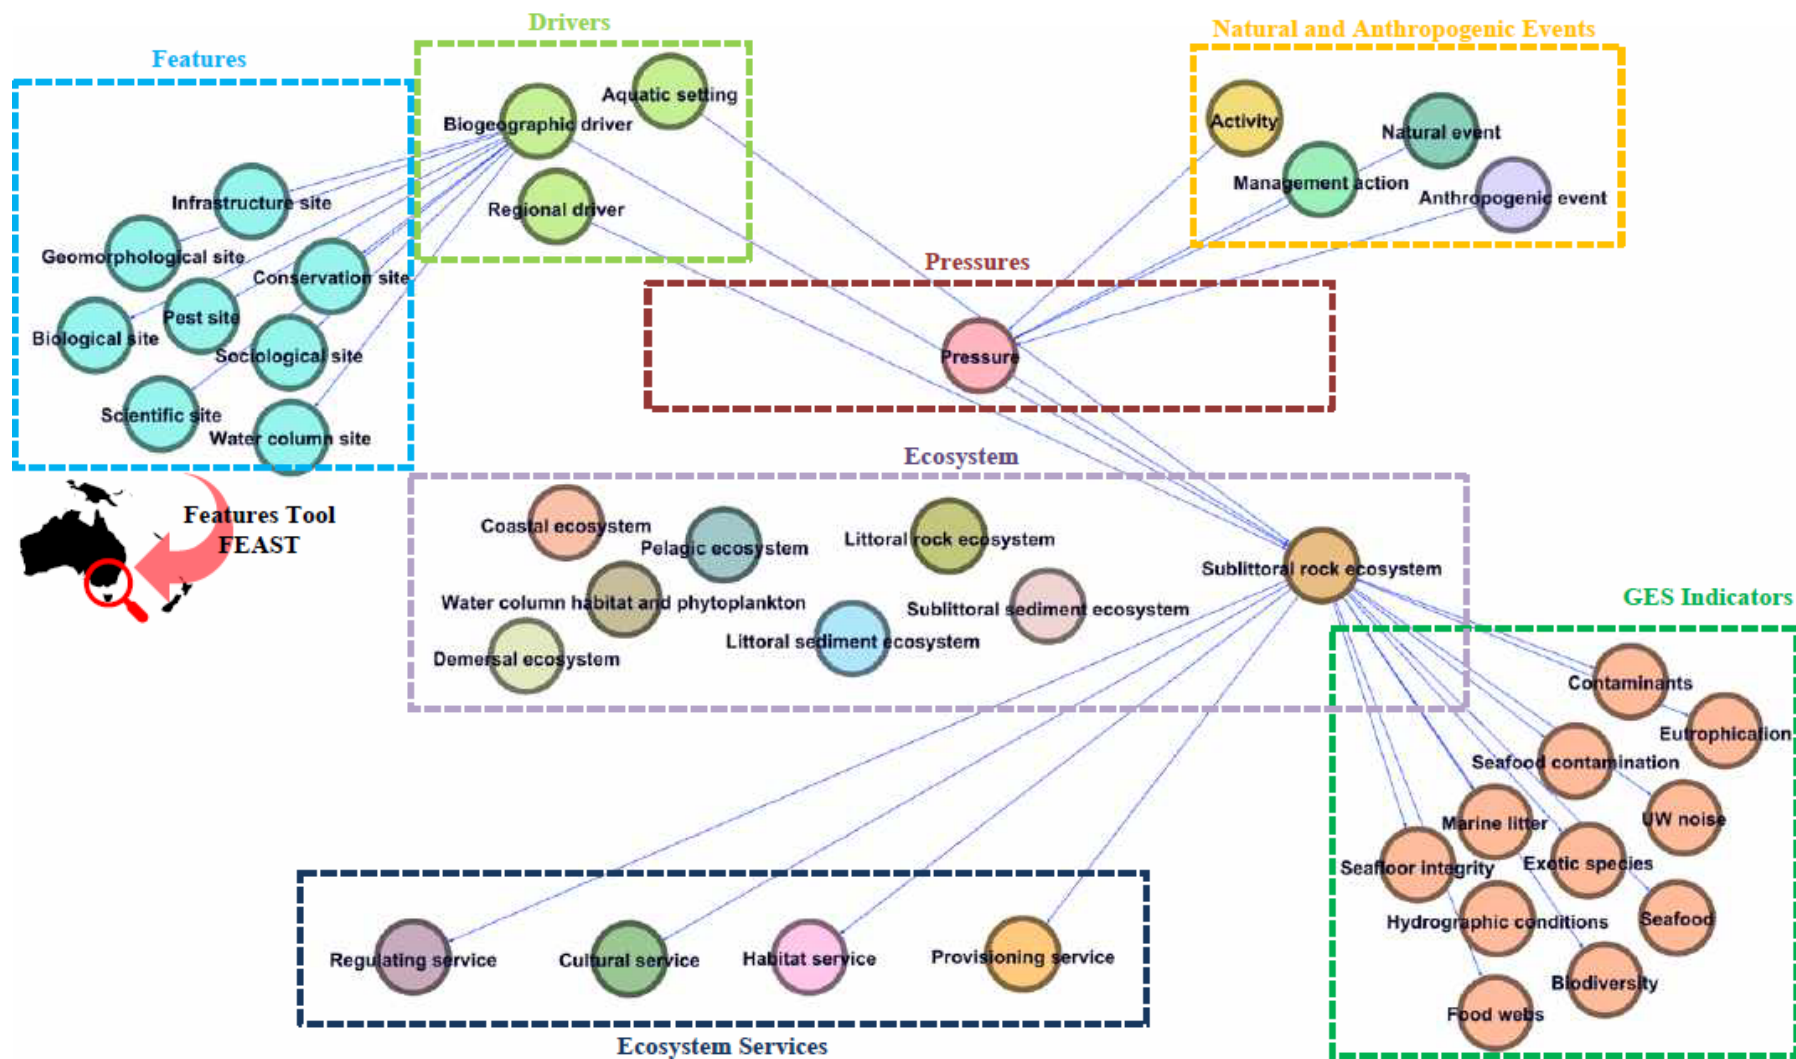 Drivers
Natural and Anthropogenic Events
Features
Aquatic setting
Biogeographic driver
Regional driver
Activity
Natural event
Management action
Anthropogenic event
Infrastructure site
Geomorphological site
Conservation site
Pest site
Biological site
Sociological site
Scientific site
Water column site
Pressures
Pressure
Features Tool
FEAST
Ecosystem
Coastal ecosystem
Pelagic ecosystem
Littoral rock ecosystem
Sublittoral rock ecosystem
Water column habitat and phytoplankton
Sublittoral sediment ecosystem
Littoral sediment ecosystem
Demersal ecosystem
GES Indicators
Contaminants
Eutrophication
Seafood contamination
Marine litter
UW noise
Seafloor integrity
Exotic species
Hydrographic conditions
Seafood
Biodiversity
Food webs
Regulating service
Cultural service
Habitat service
Provisioning service
Ecosystem Services